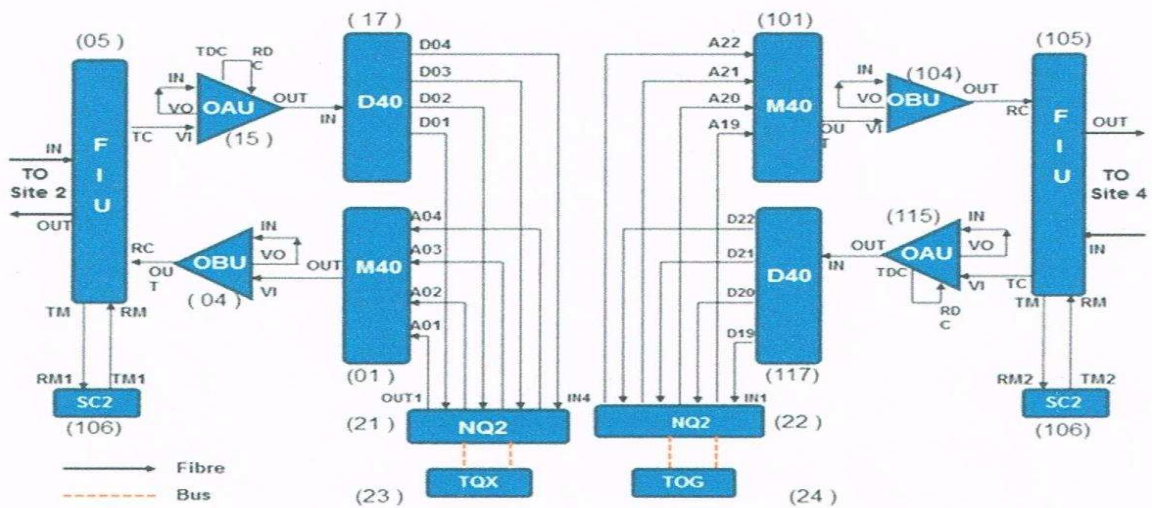 (17 )
(101)
(05 )
(105)
D04
A22
TDC
RD
C
D03
A21
(104)
IN
IN
OUT
D02
A20
OUT
VO
OAU
D40
M40
VO
OBU
IN
D01
A19
RC
TC
VI
(15 )
OU
T
VI
OUT
F
I
U
F
I
U
IN
TO
Site 2
TO
Site 4
OUT
(115)
A04
D22
IN
IN
RC
VO
A03
OUT
VO
OUT
OU
T
OBU
M40
D21
D40
IN
OAU
IN
TDC
TC
( 04 )
VI
A02
D20
VI
TM
RM
RD
C
TM
RM
A01
D19
RM1
TM1
(01 )
(117)
RM2
TM2
SC2
OUT1
IN4
IN1
SC2
(106)
(21 )
NQ2
NQ2
(22 )
(106)
Fibre
Bus
(23 )
TQX
TOG
(24 )